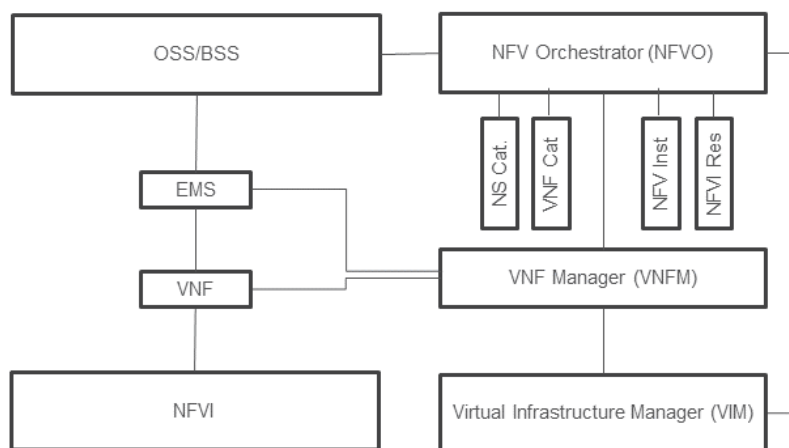 OSS/BSS
NFV Orchestrator (NFVO)
NS Cat.
VNF Cat
NFV Inst
NFVI Res
EMS
VNF
VNF Manager (VNFM)
NFVI
Virtual Infrastructure Manager (VIM)